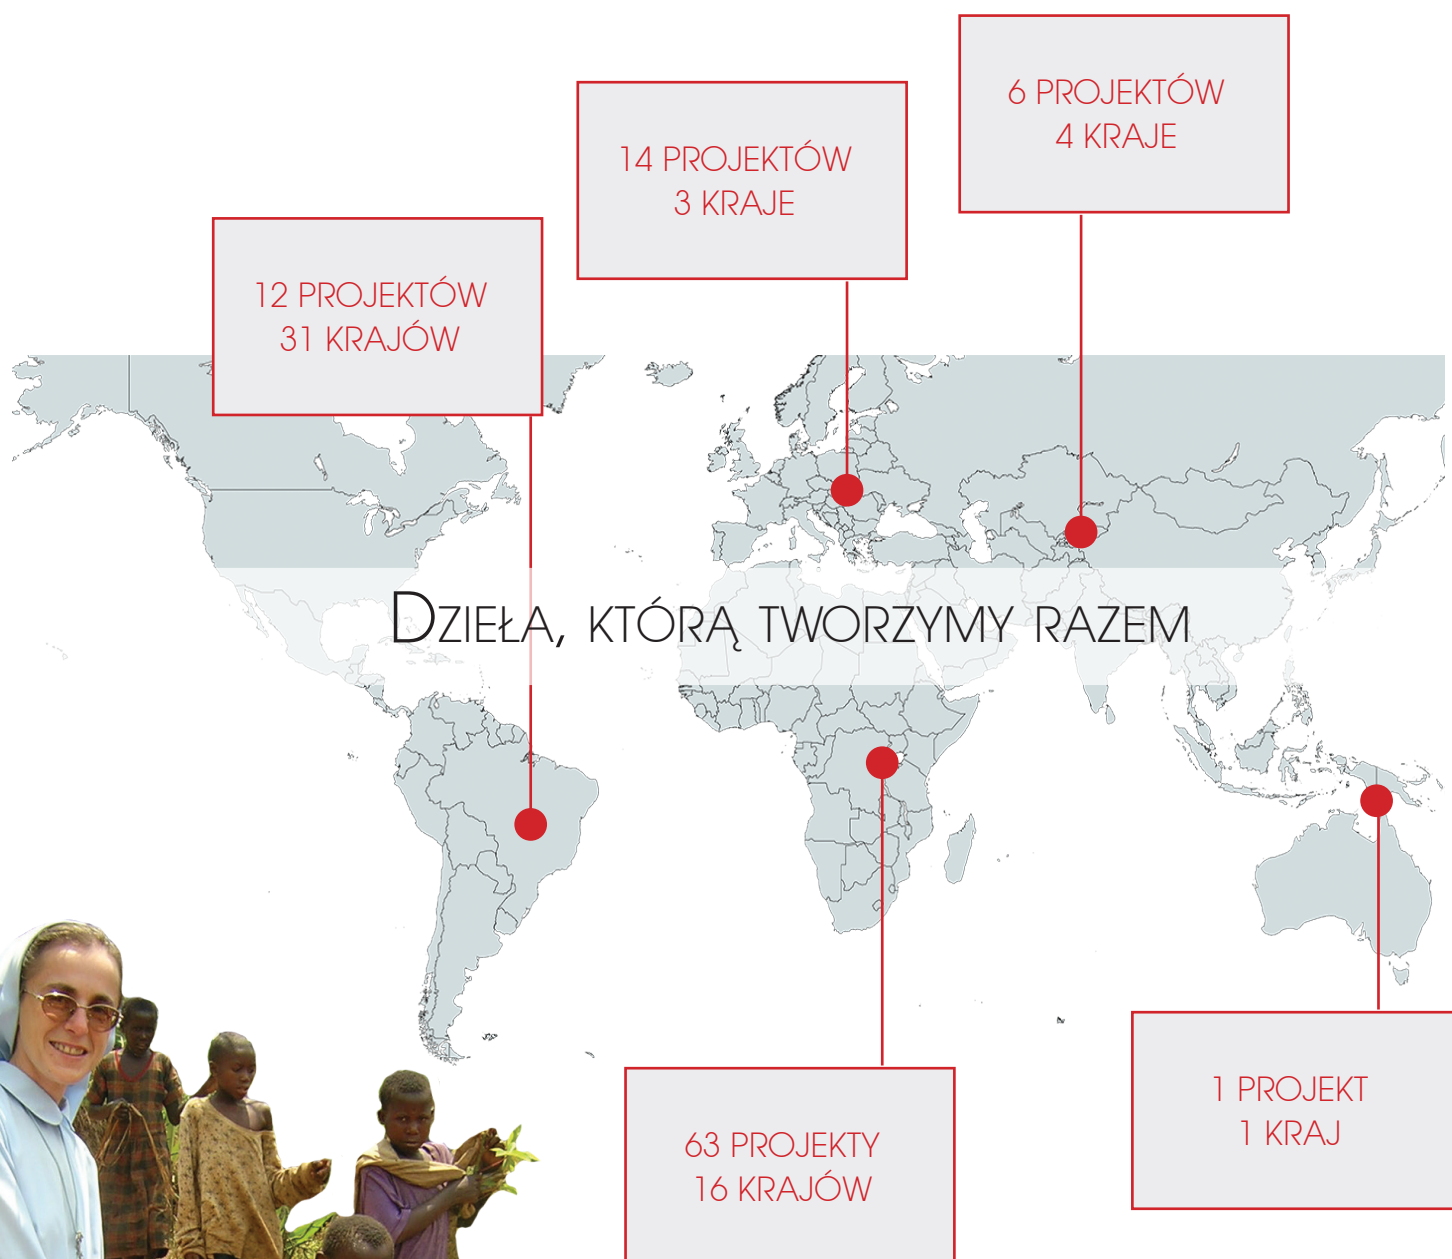 6 PROJEKTÓW
4 KRAJE
14 PROJEKTÓW
3 KRAJE
12 PROJEKTÓW
31 KRAJÓW
Dzieła, którą tworzymy razem
63 PROJEKTY
16 KRAJÓW
1 PROJEKT
1 KRAJ